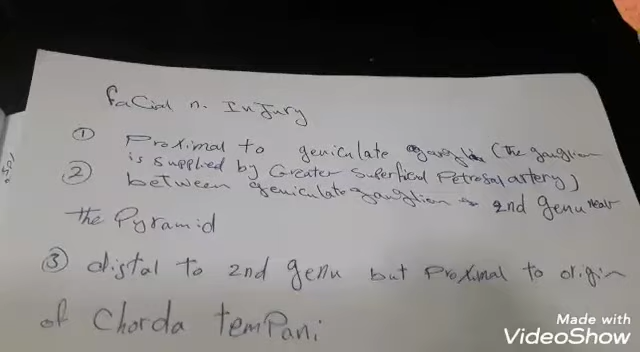 Facial n. Injury
① Proximal to geniculate ganglion (The ganglion
is supplied by Greater Superfical Petrosal artery)
② between geniculate ganglion 2nd genu near
the Pyramid
③ distal to 2nd genu but Proximal to origin
of Chorda temPani
Made with
VideoShow